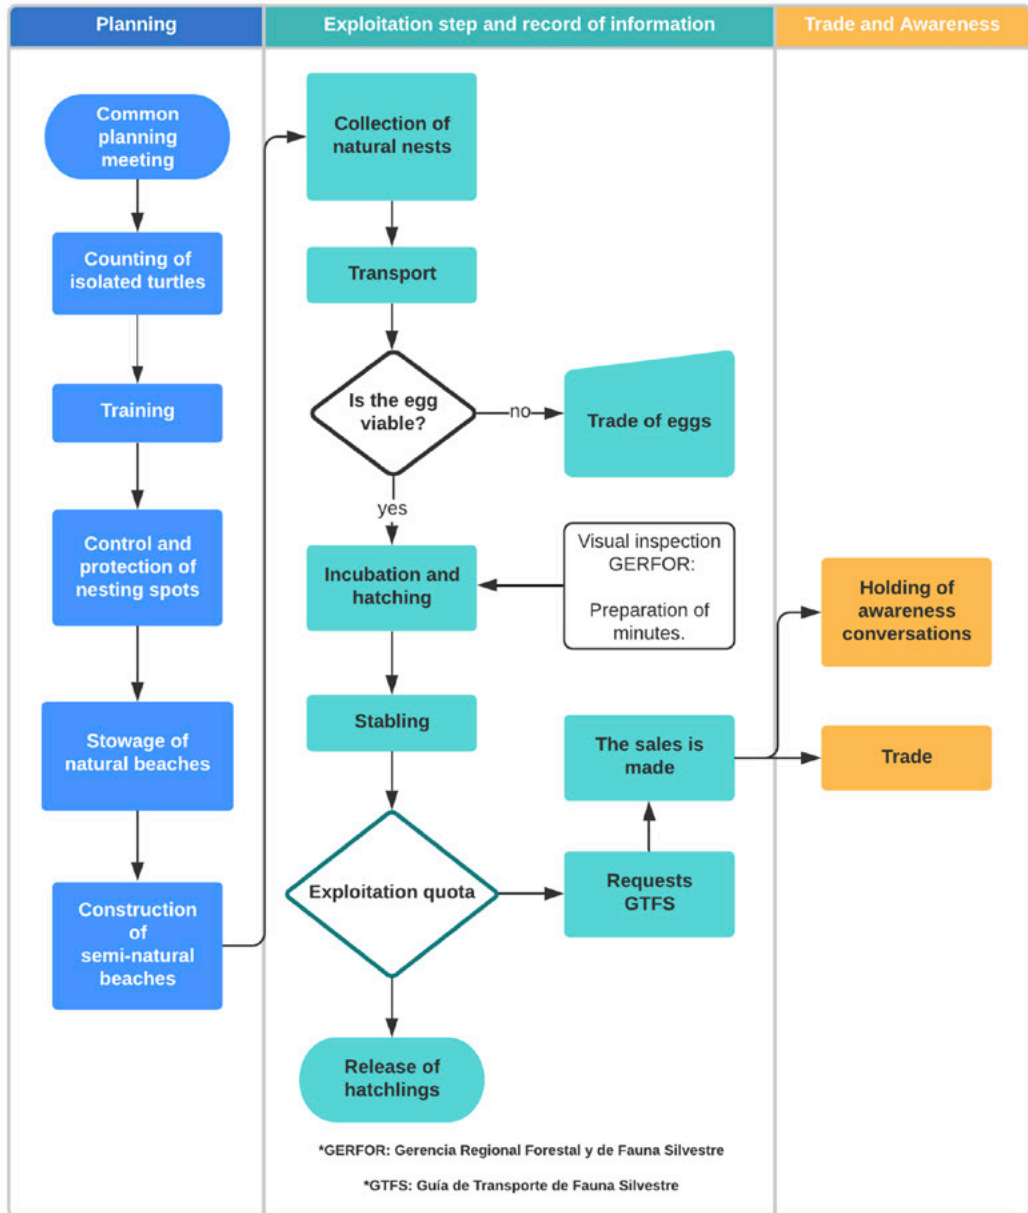 Planning
Exploitation step and record of information
Trade and Awareness
Common
planning
meeting
Counting of
isolated turtles
Training
Control and
protection of
nesting spots
Stowage of
natural beaches
Construction
of
semi-natural
beaches
Collection of
natural nests
Transport
Is the egg
viable?
no
Trade of eggs
yes
Incubation and
hatching
Visual inspection
GERFOR:
Preparation of
minutes.
Stabling
Exploitation quota
Requests
GTFS
The sales is
made
Release of
hatchlings
Holding of
awareness
conversations
Trade
*GERFOR: Gerencia Regional Forestal y de Fauna Silvestre
*GTFS: Guía de Transporte de Fauna Silvestre